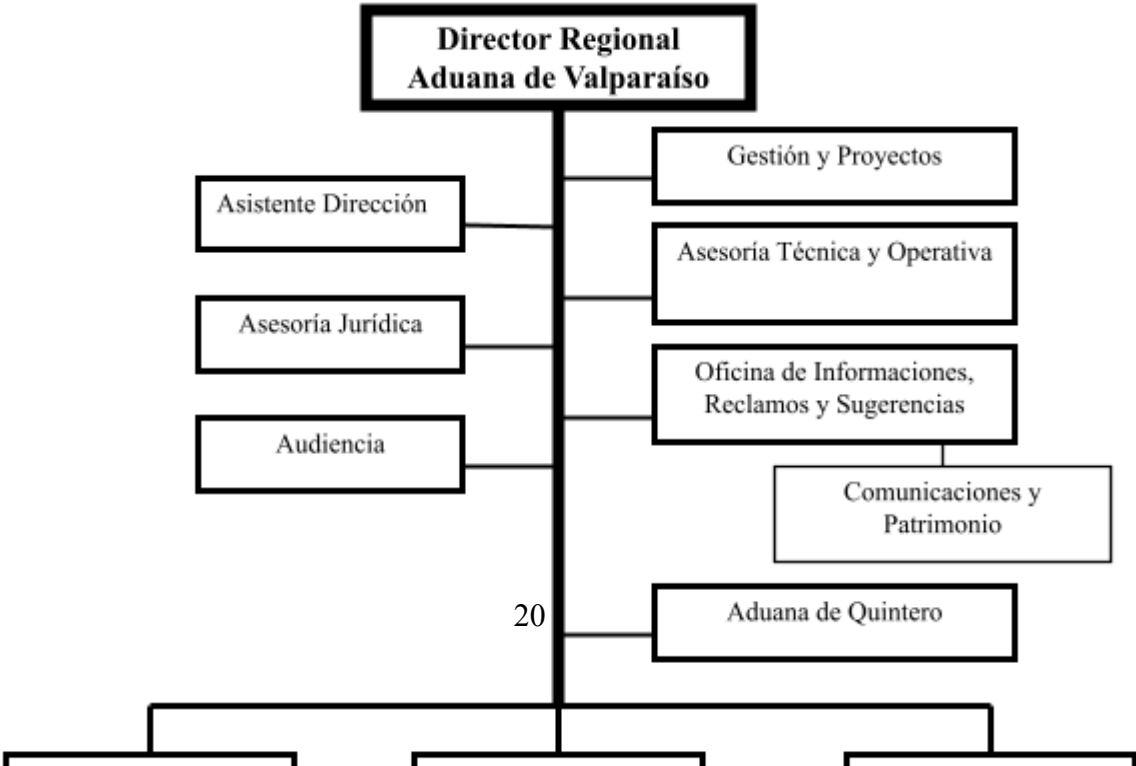 Director Regional
Aduana de Valparaíso
Gestión y Proyectos
Asistente Dirección
Asesoría Técnica y Operativa
Asesoría Jurídica
Oficina de Informaciones,
Reclamos y Sugerencias
Audiencia
Comunicaciones y
Patrimonio
20
Aduana de Quintero